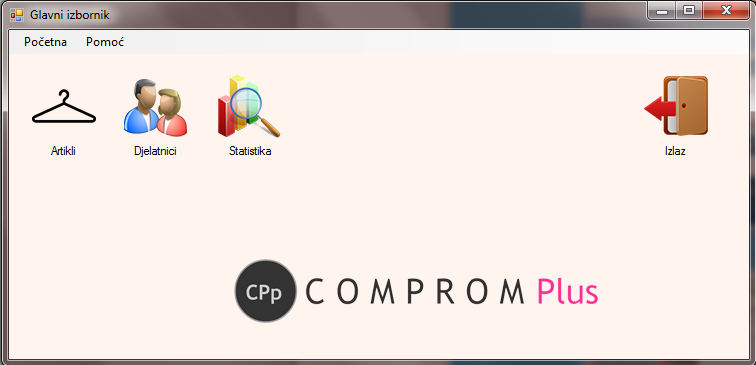 Glavni izbornik
Početna Pomoć
Artikli Djelatnici Statistika Izlaz
CPp COMPROM Plus